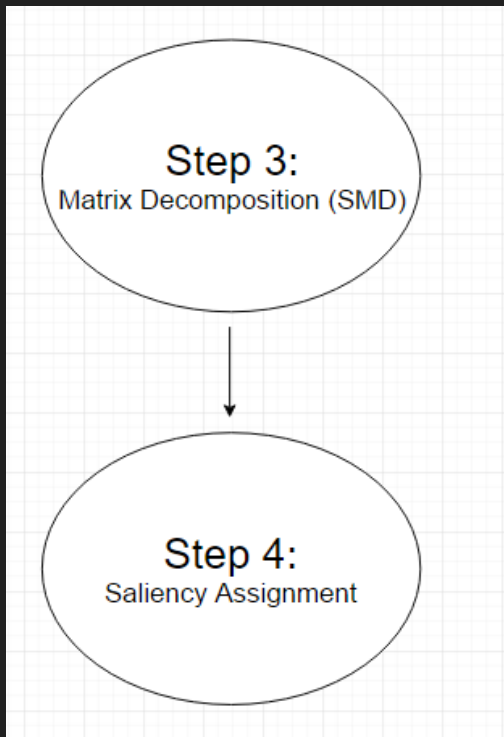 Step 3:
Matrix Decomposition (SMD)
Step 4:
Saliency Assignment